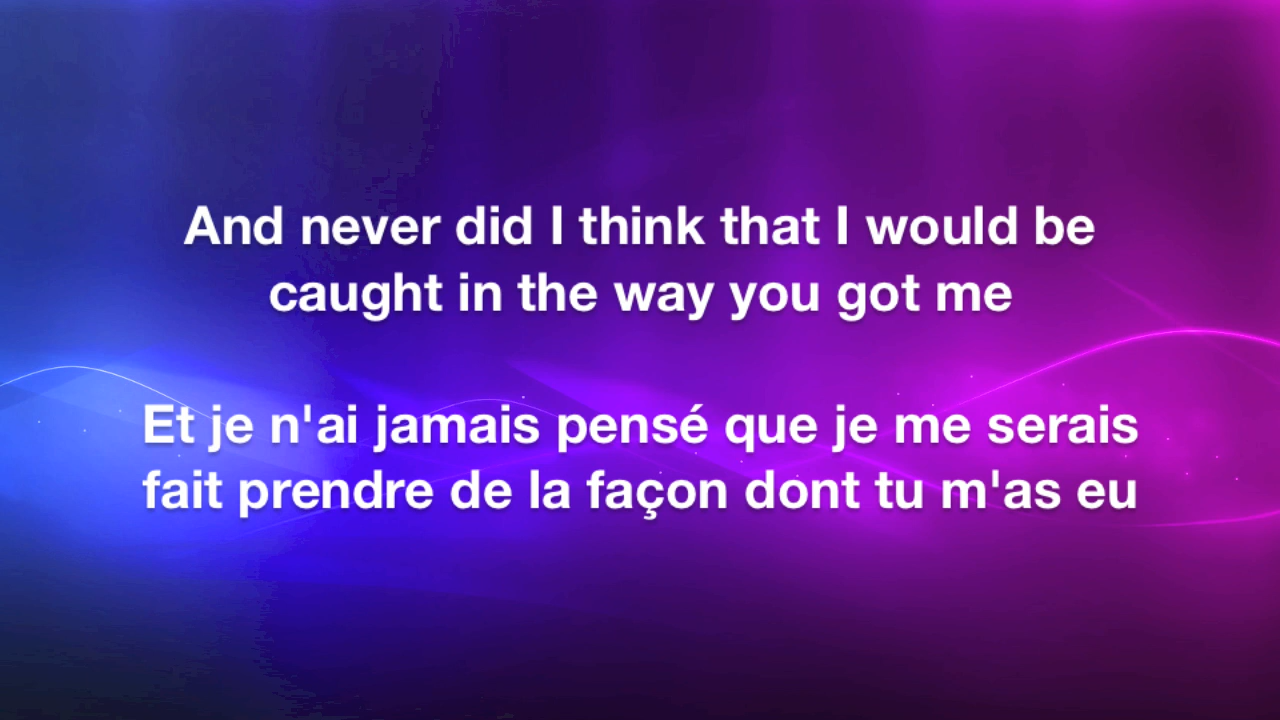 And never did I think that I would be
caught in the way you got me
Et je n'ai jamais pensé que je me serais
fait prendre de la façon dont tu m'as eu